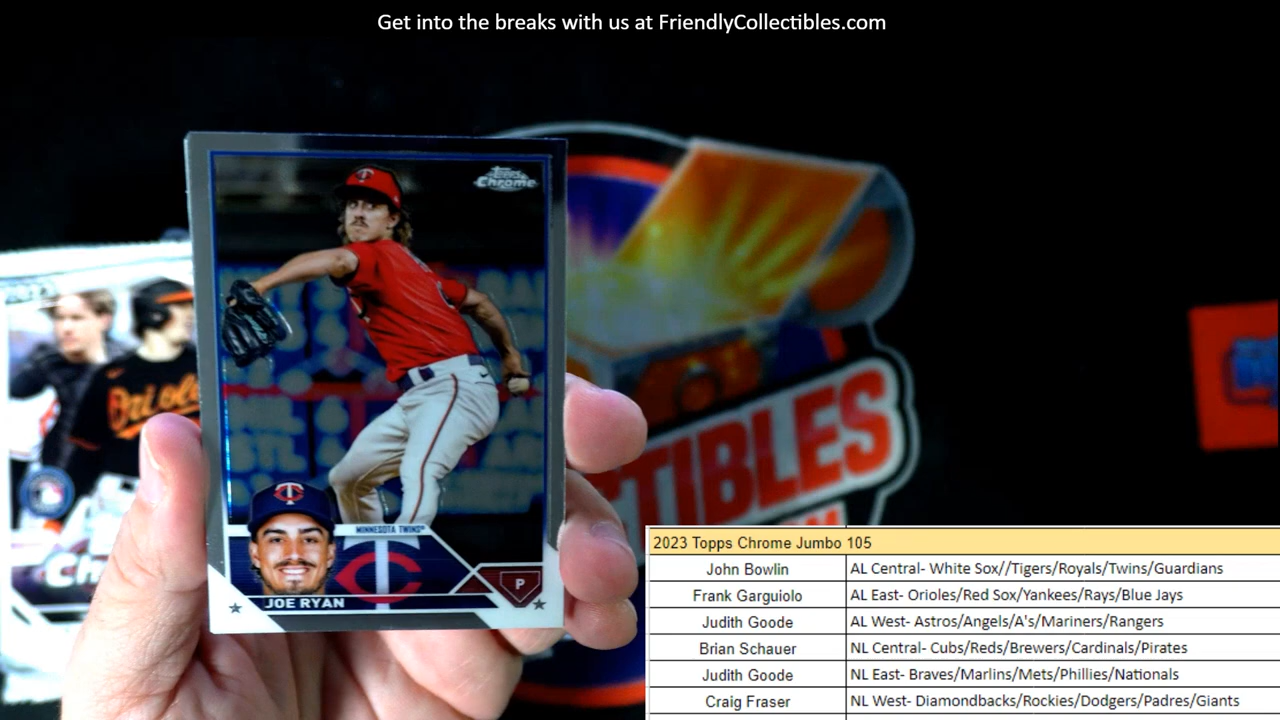 Get into the breaks with us at FriendlyCollectibles.com
Topps
Chrome
MINNESOTA TWINS
P
JOE RYAN
Orioles
Ch
CTIBLES
2023 Topps Chrome Jumbo 105
John Bowlin AL Central- White Sox//Tigers/Royals/Twins/Guardians
Frank Garguiolo AL East- Orioles/Red Sox/Yankees/Rays/Blue Jays
Judith Goode AL West- Astros/Angels/A's/Mariners/Rangers
Brian Schauer NL Central- Cubs/Reds/Brewers/Cardinals/Pirates
Judith Goode NL East- Braves/Marlins/Mets/Phillies/Nationals
Craig Fraser NL West- Diamondbacks/Rockies/Dodgers/Padres/Giants